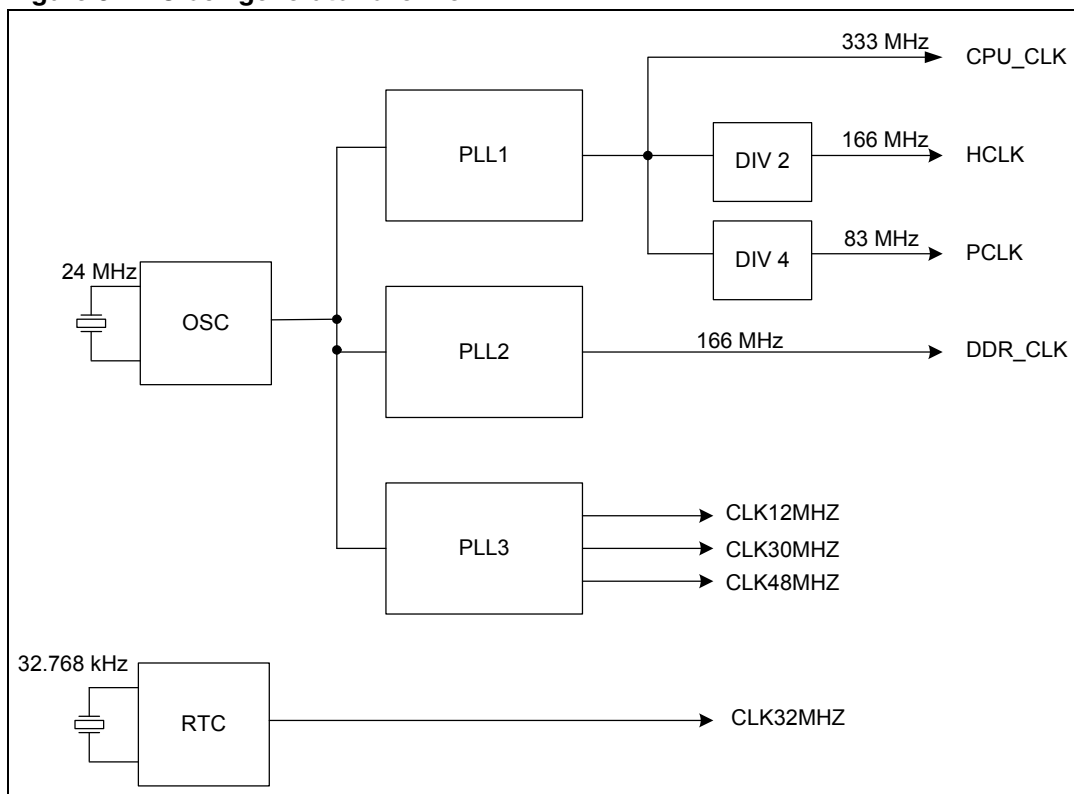 333 MHz
CPU_CLK
PLL1
DIV 2
166 MHz
HCLK
DIV 4
83 MHz
PCLK
24 MHz
OSC
PLL2
166 MHz
DDR_CLK
PLL3
CLK12MHZ
CLK30MHZ
CLK48MHZ
32.768 kHz
RTC
CLK32MHZ